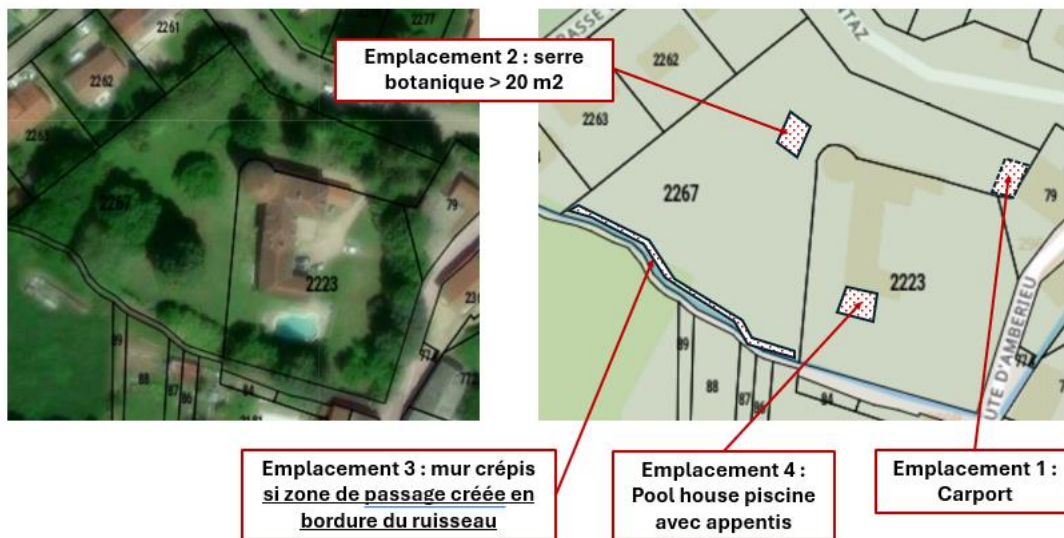 2261
2277
2262
2263
2267
79
2223
89
88
87
86
84
Emplacement 2 : serre
botanique > 20 m2
2262
2263
2267
79
2223
UTE D'AMBERIEU
89
88
87
86
84
Emplacement 3 : mur crépis
si zone de passage créée en
bordure du ruisseau
Emplacement 4 :
Pool house piscine
avec appentis
Emplacement 1 :
Carport